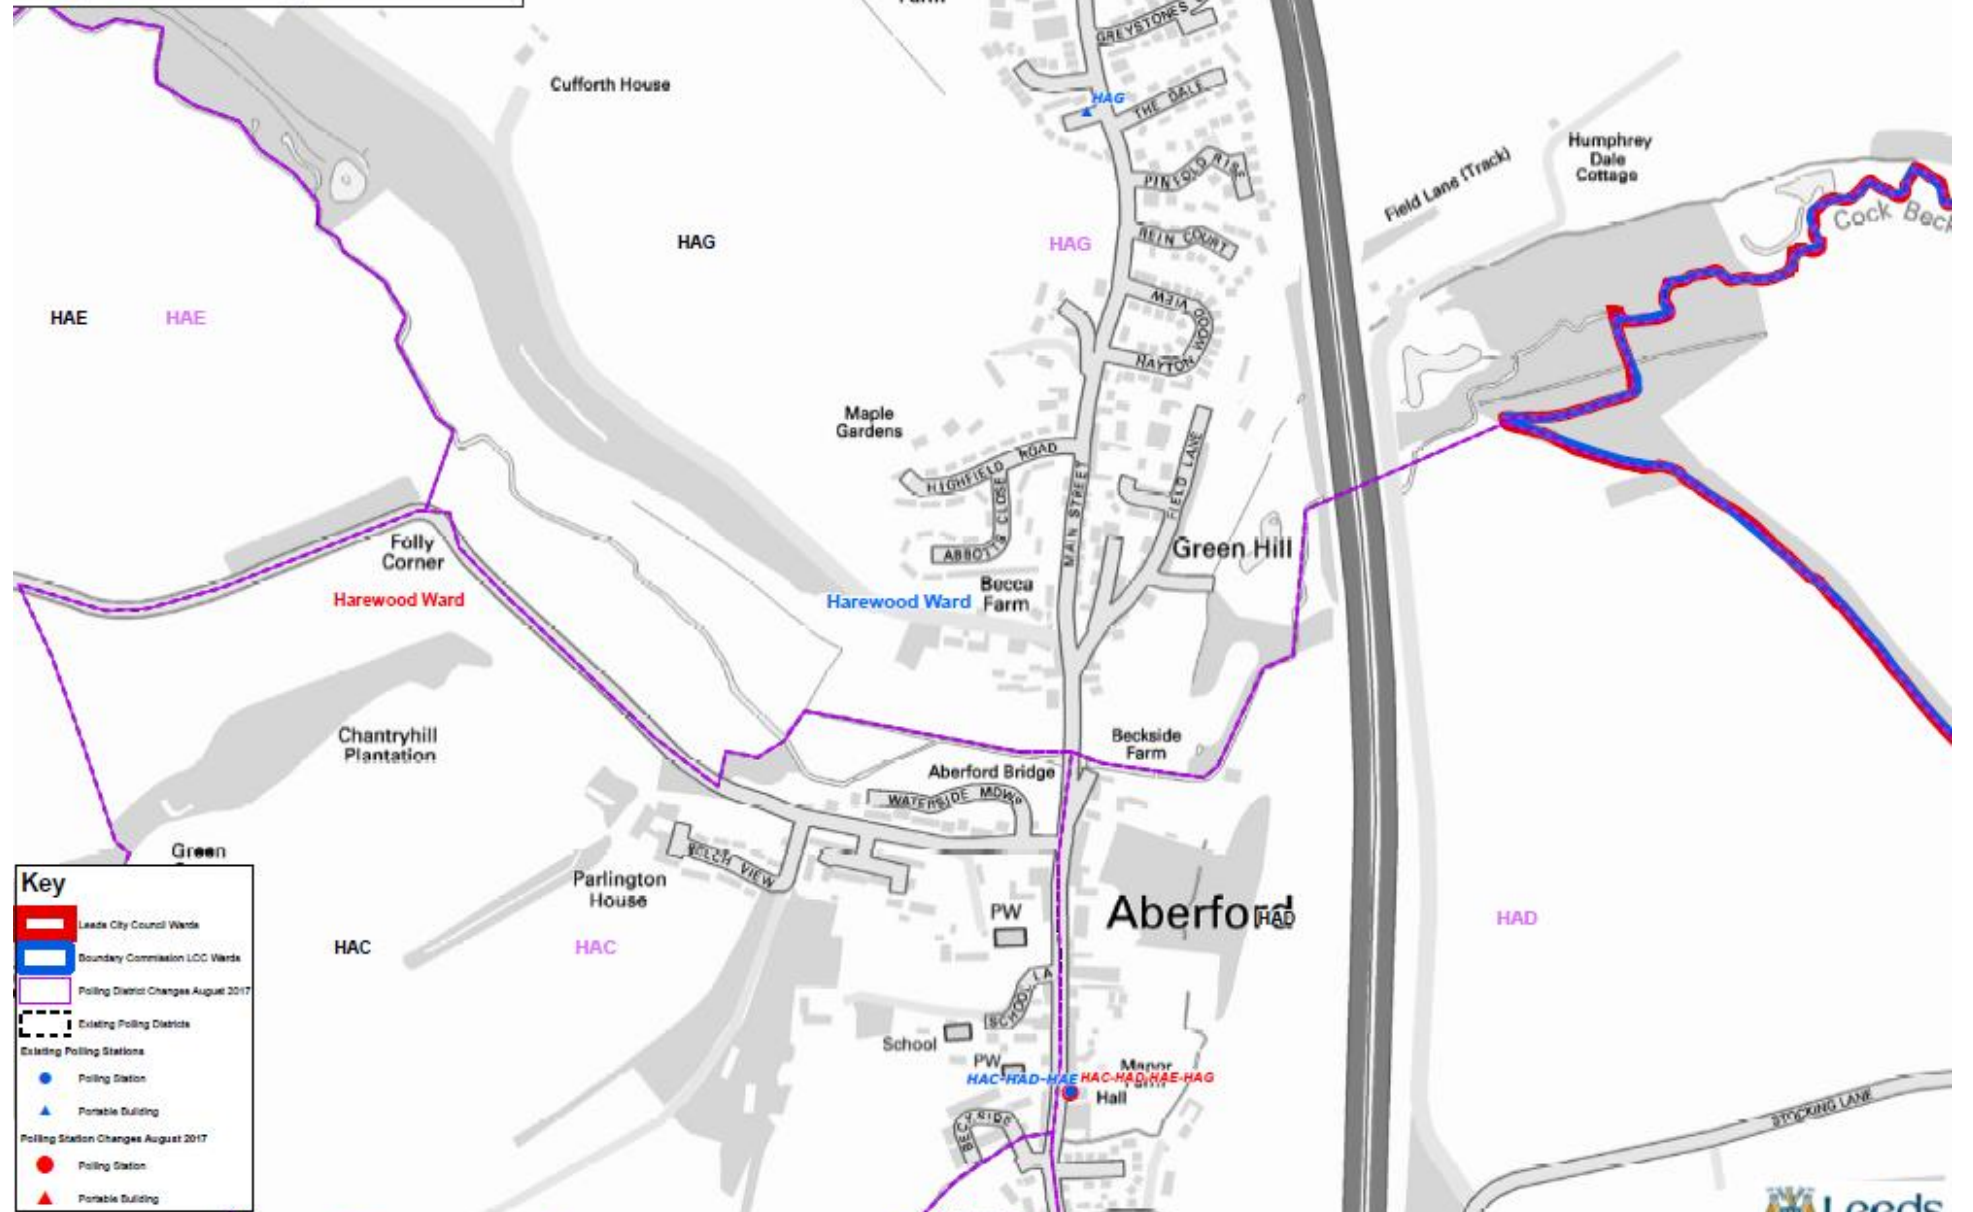 GREYSTONES
Cufforth House
HAG
THE DALE
PINFOLD RISE
Field Lane (Track)
Humphrey
Dale
Cottage
Cock Beck
HAG
HAG
REIN COURT
HAE
HAE
HAYTON WOOD
VIEW
Maple
Gardens
HIGHFIELD ROAD
ABBOTTS CLOSE
MAIN STREET
FIELD LANE
Green Hill
Folly
Corner
Becca
Farm
Harewood Ward
Harewood Ward
Chantryhill
Plantation
Beckside
Farm
Aberford Bridge
WATERSIDE MDWS
Green
VIEW
Parlington
House
PW
Aberford
HAD
HAD
HAC
HAC
SCHOOL LA
School
PW
Manor
Farm
HAC-HAD-HAE
HAC-HAD-HAE-HAG
Hall
BECKSIDE
STOCKING LANE
Key
Leeds City Council Wards
Boundary Commission LCC Wards
Polling District Changes August 2017
Existing Polling Districts
Existing Polling Stations
Polling Station
Portable Building
Polling Station Changes August 2017
Polling Station
Portable Building
Leeds